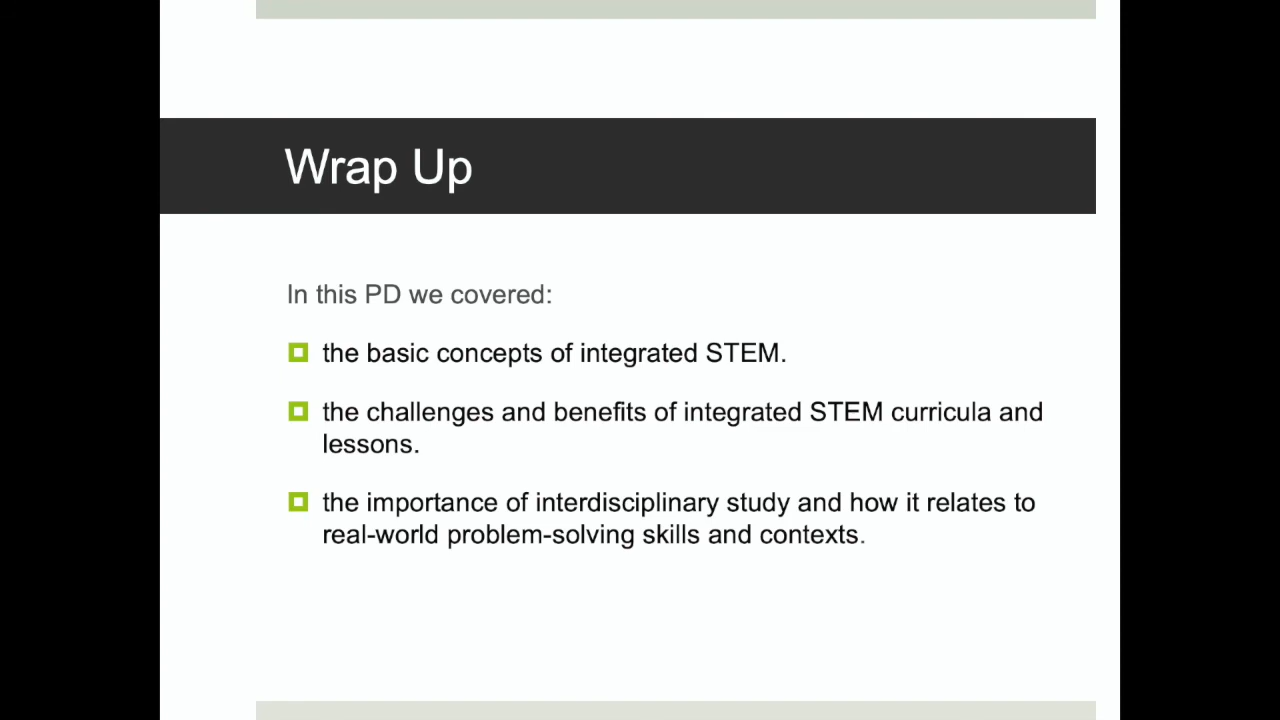 Wrap Up
In this PD we covered:
the basic concepts of integrated STEM.
the challenges and benefits of integrated STEM curricula and
lessons.
the importance of interdisciplinary study and how it relates to
real-world problem-solving skills and contexts.